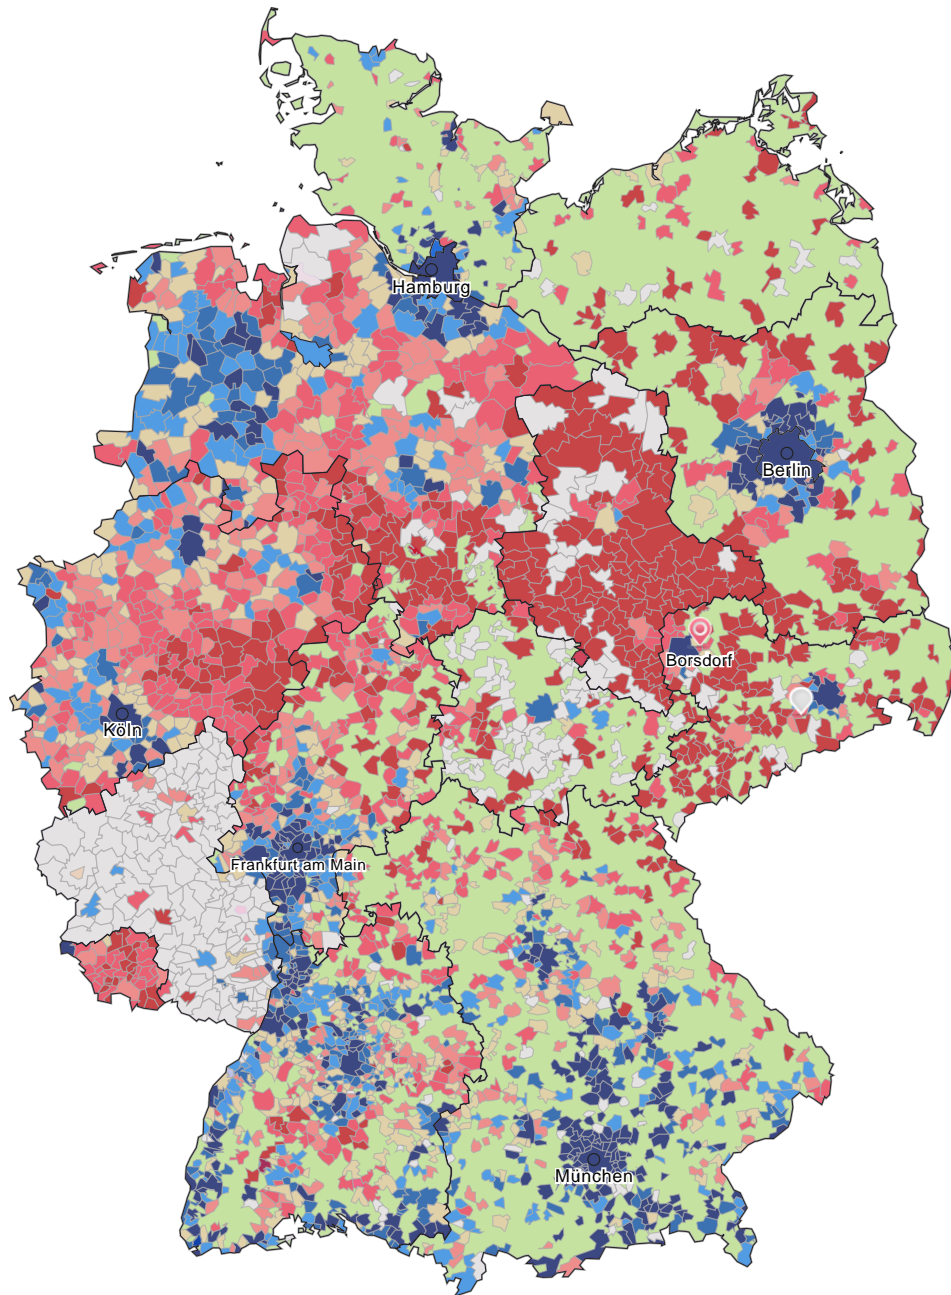 Hamburg
Berlin
Borsdorf
Köln
Frankfurt am Main
München